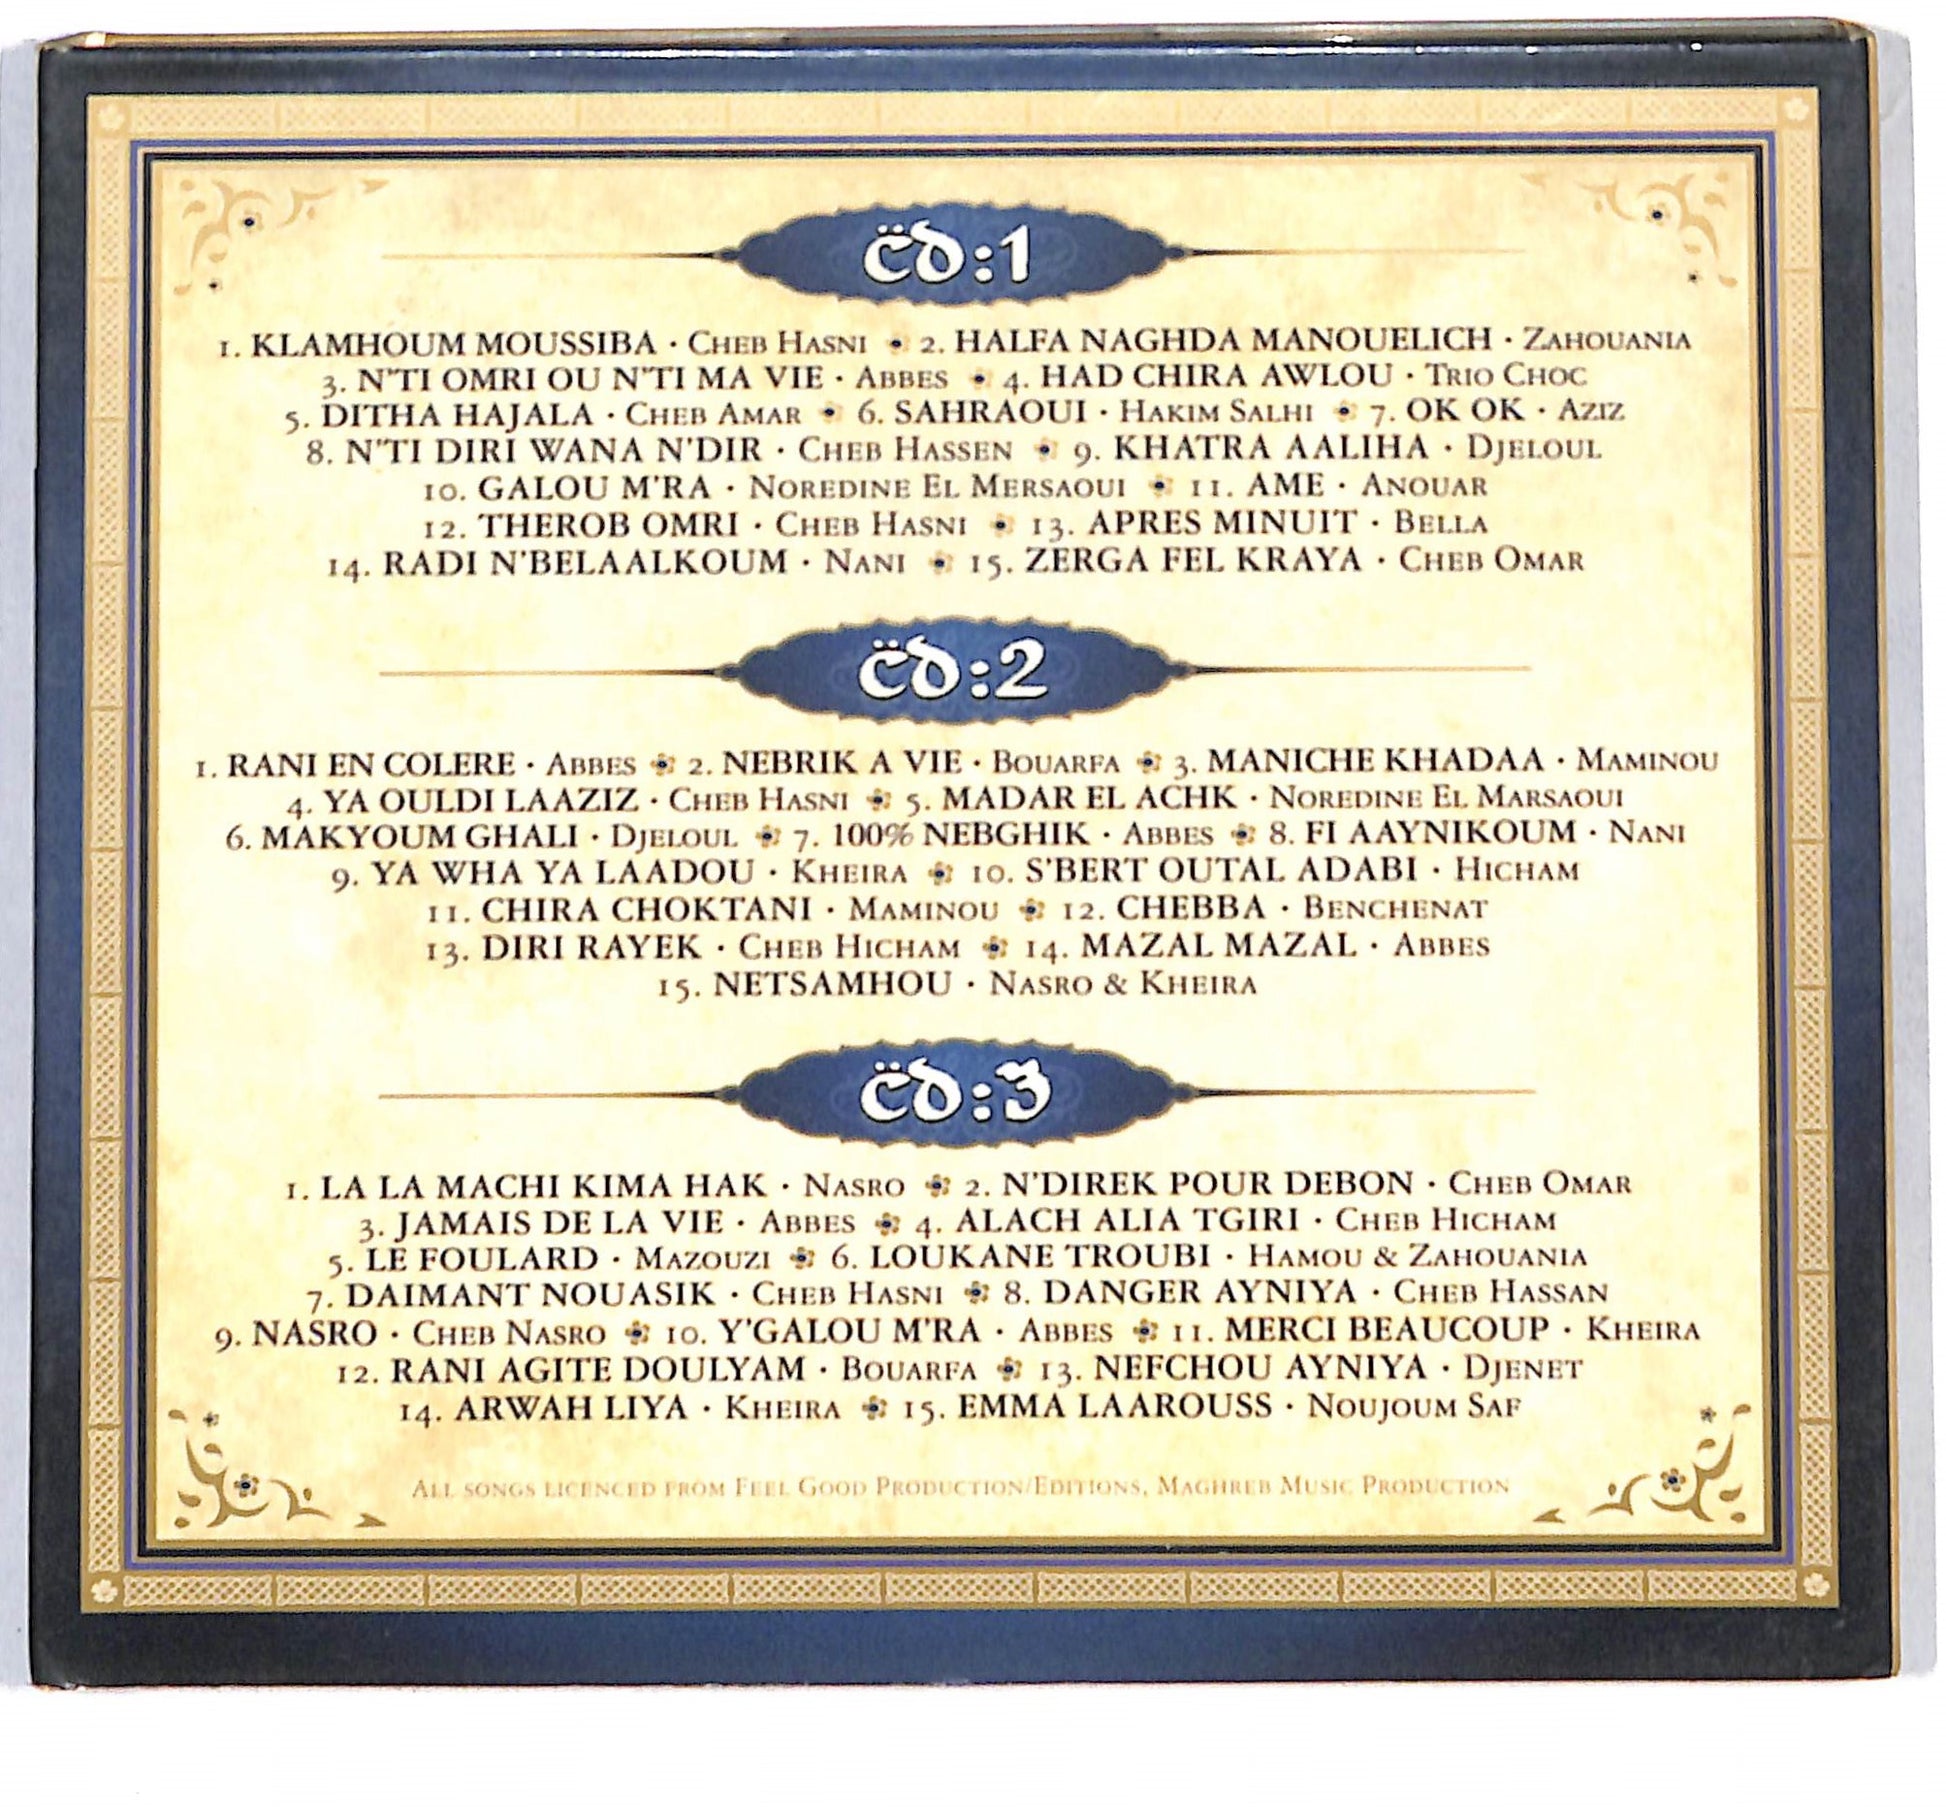 CD:1
1. KLAMHOUM MOUSSIBA · CHEB HASNI 2. HALFA NAGHDA MANOUELICH · ZAHOUANIA
3. N'TI OMRI OU N'TI MA VIE · ABBES 4. HAD CHIRA AWLOU · TRIO CHOC
5. DITHA HAJALA · CHEB AMAR 6. SAHRAOUI · HAKIM SALHI 7. OK OK · AZIZ
8. N'TI DIRI WANA N'DIR · CHEB HASSEN 9. KHATRA AALIHA · DJELOUL
10. GALOU M'RA · NOREDINE EL MERSAOUI 11. AME · ANOUAR
12. THEROB OMRI · CHEB HASNI 13. APRES MINUIT · BELLA
14. RADI N'BELAALKOUM · NANI 15. ZERGA FEL KRAYA · CHEB OMAR
CD:2
1. RANI EN COLERE · ABBES 2. NEBRIK A VIE · BOUARFA 3. MANICHE KHADAA · MAMINOU
4. YA OULDI LAAZIZ · CHEB HASNI 5. MADAR EL ACHK · NOREDINE EL MARSAOUI
6. MAKYOUM GHALI · DJELOUL 7. 100% NEBGHIK · ABBES 8. FI AAYNIKOUM · NANI
9. YA WHA YA LAADOU · KHEIRA 10. S'BERT OUTAL ADABI · HICHAM
11. CHIRA CHOKTANI · MAMINOU 12. CHEBBA · BENCHENAT
13. DIRI RAYEK · CHEB HICHAM 14. MAZAL MAZAL · ABBES
15. NETSAMHOU · NASRO & KHEIRA
CD:3
1. LA LA MACHI KIMA HAK · NASRO 2. N'DIREK POUR DEBON · CHEB OMAR
3. JAMAIS DE LA VIE · ABBES 4. ALACH ALIA TGIRI · CHEB HICHAM
5. LE FOULARD · MAZOUZI 6. LOUKANE TROUBI · HAMOU & ZAHOUANIA
7. DAIMANT NOUASIK · CHEB HASNI 8. DANGER AYNIYA · CHEB HASSAN
9. NASRO · CHEB NASRO 10. Y'GALOU M'RA · ABBES 11. MERCI BEAUCOUP · KHEIRA
12. RANI AGITE DOULYAM · BOUARFA 13. NEFCHOU AYNIYA · DJENET
14. ARWAH LIYA · KHEIRA 15. EMMA LAAROUSS · NOUJOUM SAF
ALL SONGS LICENCED FROM FEEL GOOD PRODUCTION/EDITIONS, MAGHREB MUSIC PRODUCTION